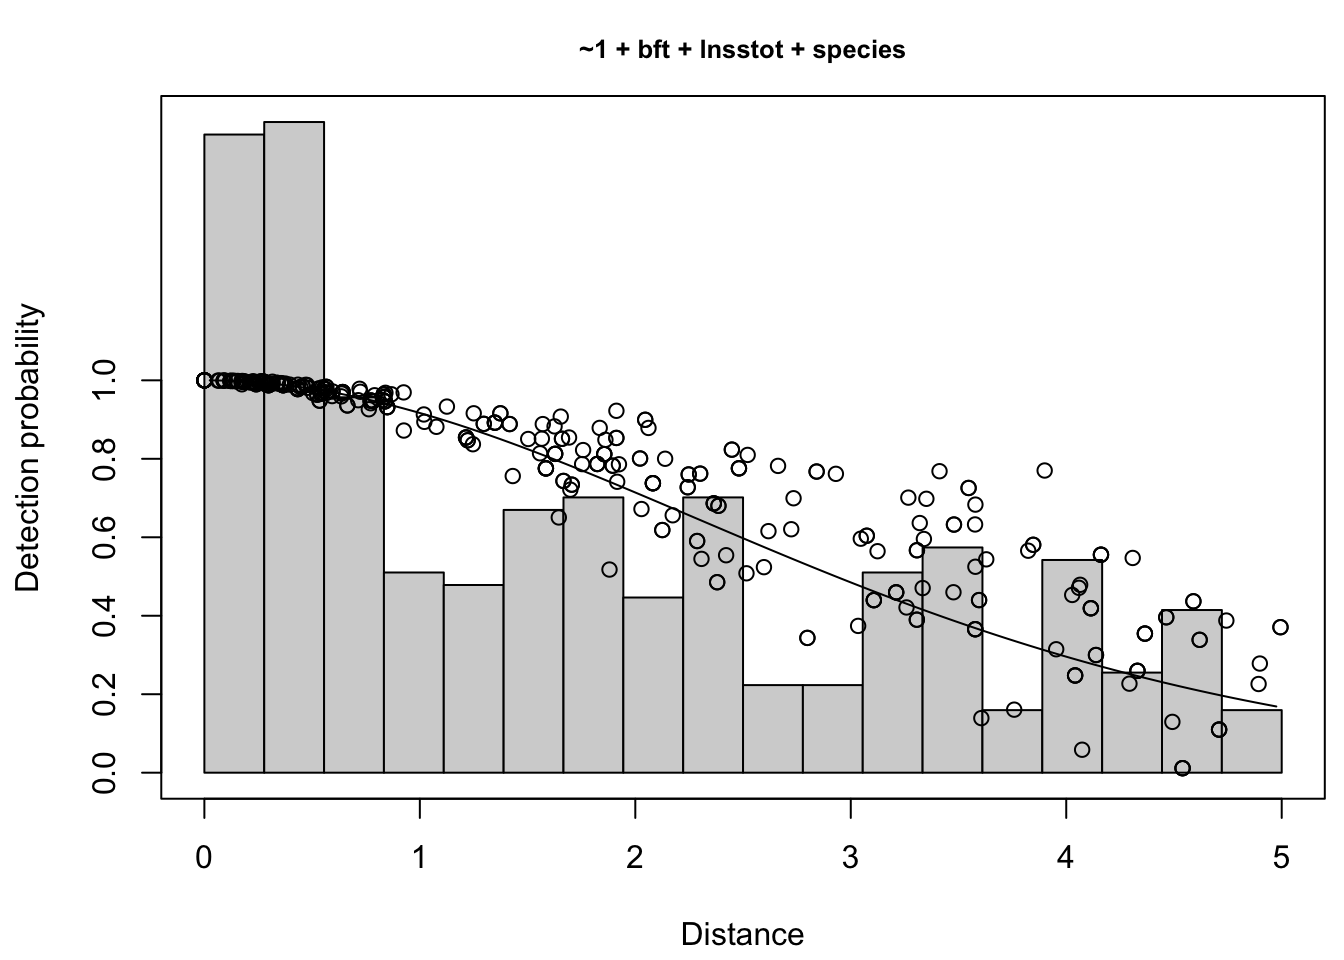 ~1 + bft + lnsstot + species
Detection probability
1.0
0.8
0.6
0.4
0.2
0.0
0 1 2 3 4 5
Distance